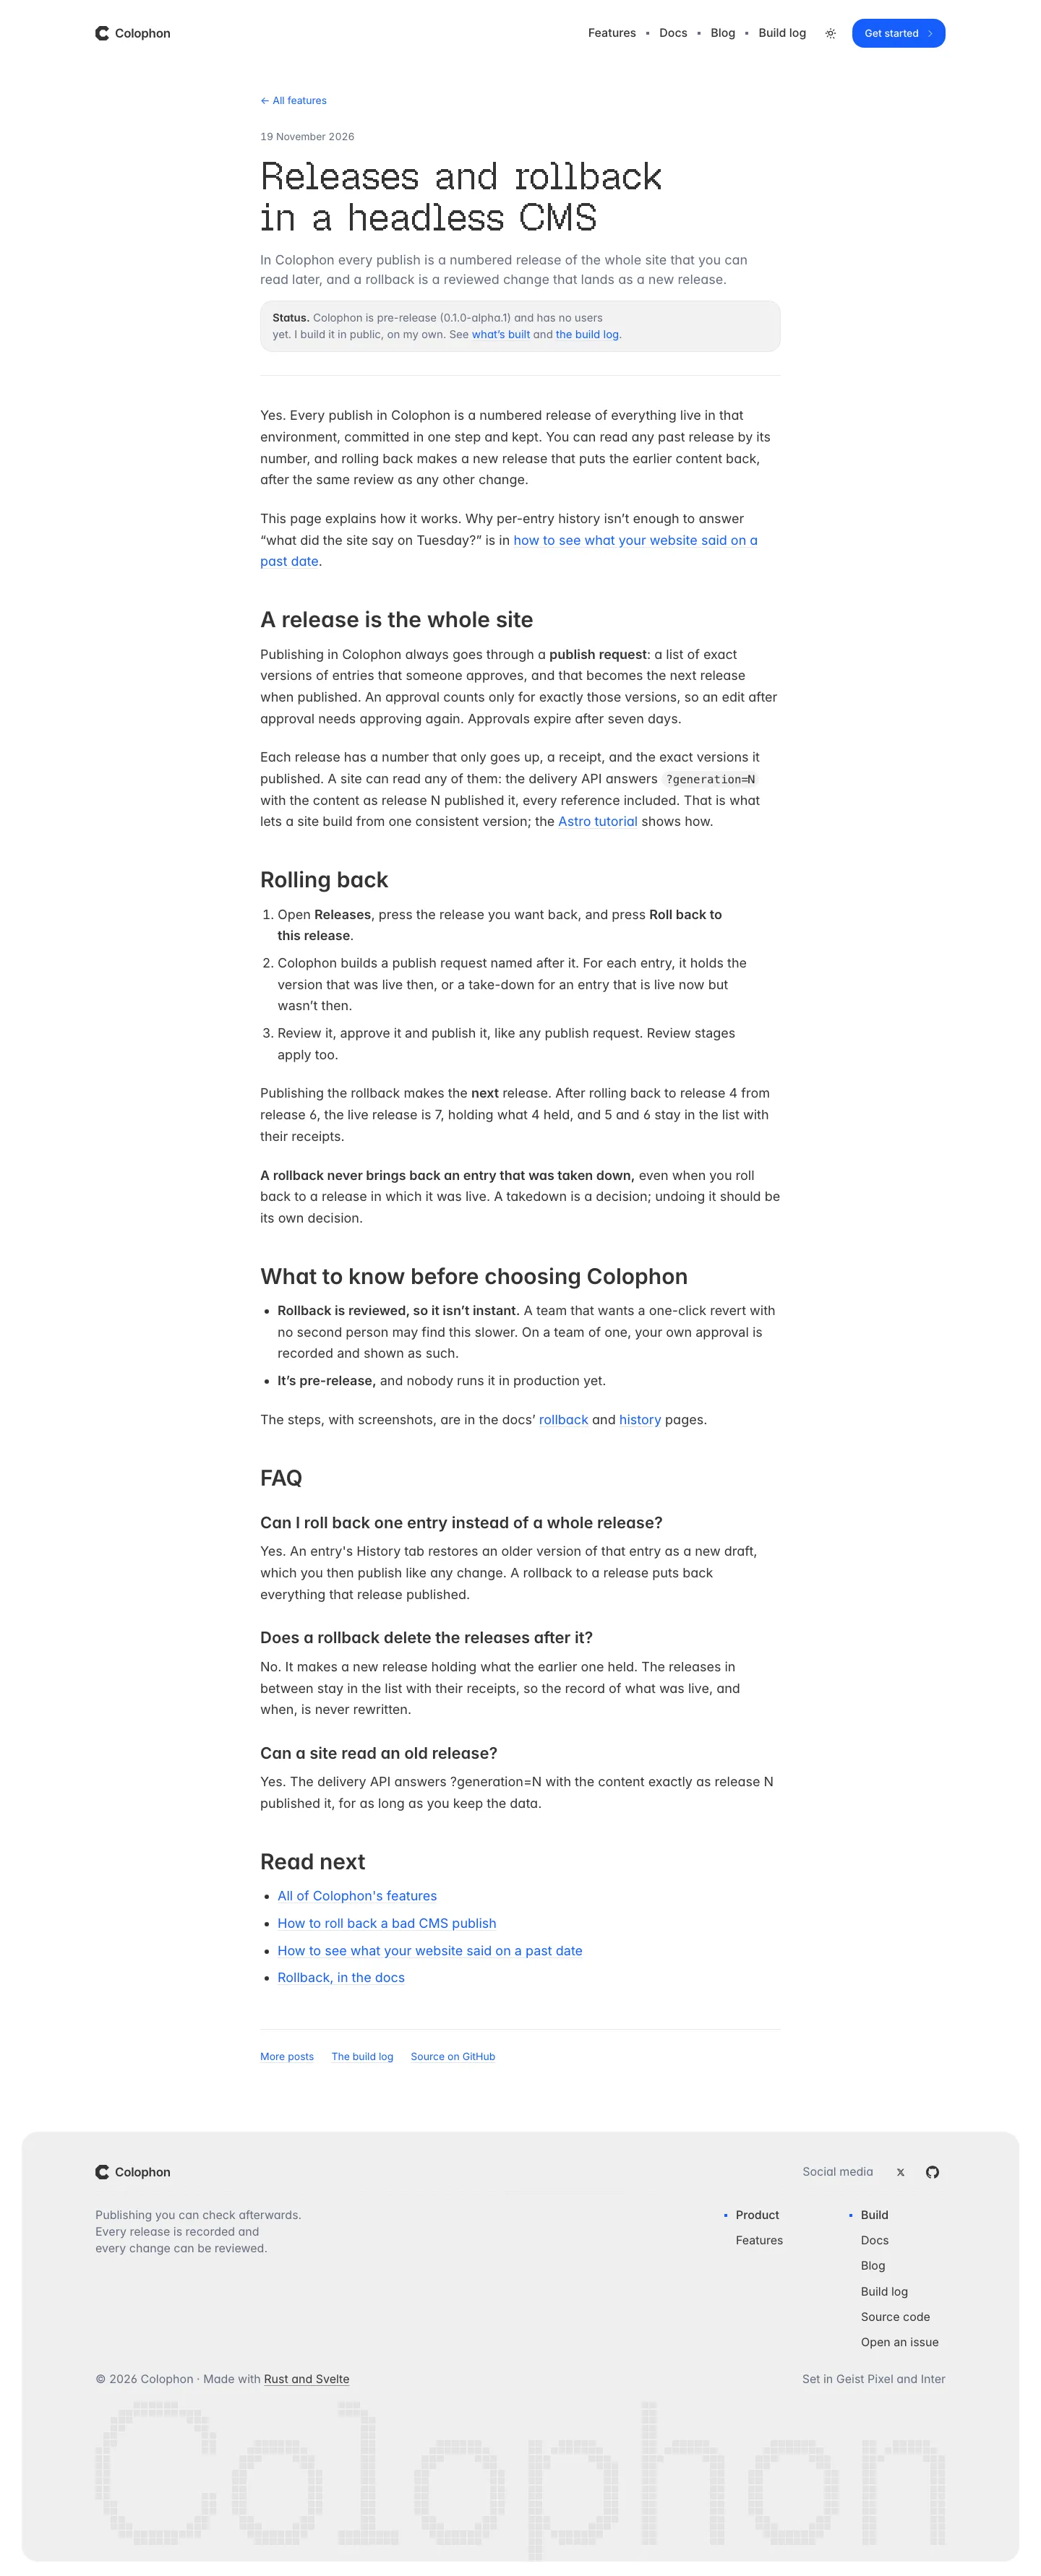 Colophon
Features
Docs
Blog
Build log
Get started
← All features
19 November 2026
Releases and rollback
in a headless CMS
In Colophon every publish is a numbered release of the whole site that you can
read later, and a rollback is a reviewed change that lands as a new release.
Status. Colophon is pre-release (0.1.0-alpha.1) and has no users
yet. I build it in public, on my own. See what’s built and the build log.
Yes. Every publish in Colophon is a numbered release of everything live in that
environment, committed in one step and kept. You can read any past release by its
number, and rolling back makes a new release that puts the earlier content back,
after the same review as any other change.
This page explains how it works. Why per-entry history isn’t enough to answer
“what did the site say on Tuesday?” is in how to see what your website said on a
past date.
A release is the whole site
Publishing in Colophon always goes through a publish request: a list of exact
versions of entries that someone approves, and that becomes the next release
when published. An approval counts only for exactly those versions, so an edit after
approval needs approving again. Approvals expire after seven days.
Each release has a number that only goes up, a receipt, and the exact versions it
published. A site can read any of them: the delivery API answers ?generation=N
with the content as release N published it, every reference included. That is what
lets a site build from one consistent version; the Astro tutorial shows how.
Rolling back
1. Open Releases, press the release you want back, and press Roll back to
this release.
2. Colophon builds a publish request named after it. For each entry, it holds the
version that was live then, or a take-down for an entry that is live now but
wasn’t then.
3. Review it, approve it and publish it, like any publish request. Review stages
apply too.
Publishing the rollback makes the next release. After rolling back to release 4 from
release 6, the live release is 7, holding what 4 held, and 5 and 6 stay in the list with
their receipts.
A rollback never brings back an entry that was taken down, even when you roll
back to a release in which it was live. A takedown is a decision; undoing it should be
its own decision.
What to know before choosing Colophon
• Rollback is reviewed, so it isn’t instant. A team that wants a one-click revert with
no second person may find this slower. On a team of one, your own approval is
recorded and shown as such.
• It’s pre-release, and nobody runs it in production yet.
The steps, with screenshots, are in the docs’ rollback and history pages.
FAQ
Can I roll back one entry instead of a whole release?
Yes. An entry's History tab restores an older version of that entry as a new draft,
which you then publish like any change. A rollback to a release puts back
everything that release published.
Does a rollback delete the releases after it?
No. It makes a new release holding what the earlier one held. The releases in
between stay in the list with their receipts, so the record of what was live, and
when, is never rewritten.
Can a site read an old release?
Yes. The delivery API answers ?generation=N with the content exactly as release N
published it, for as long as you keep the data.
Read next
• All of Colophon's features
• How to roll back a bad CMS publish
• How to see what your website said on a past date
• Rollback, in the docs
More posts
The build log
Source on GitHub
Colophon
Social media
Publishing you can check afterwards.
Every release is recorded and
every change can be reviewed.
Product
Features
Build
Docs
Blog
Build log
Source code
Open an issue
© 2026 Colophon · Made with Rust and Svelte
Set in Geist Pixel and Inter
Colophon